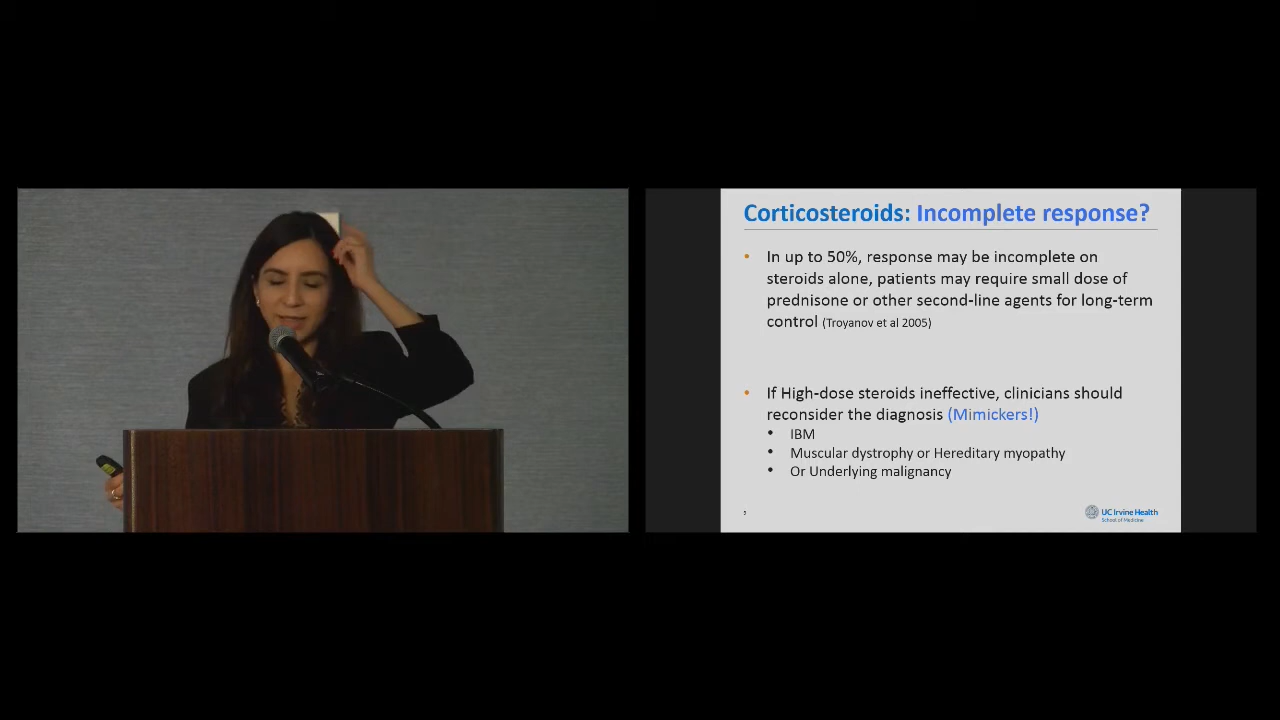 Corticosteroids: Incomplete response?
• In up to 50%, response may be incomplete on
steroids alone, patients may require small dose of
prednisone or other second-line agents for long-term
control (Troyanov et al 2005)
• If High-dose steroids ineffective, clinicians should
reconsider the diagnosis (Mimickers!)
• IBM
• Muscular dystrophy or Hereditary myopathy
• Or Underlying malignancy
UC Irvine Health
School of Medicine